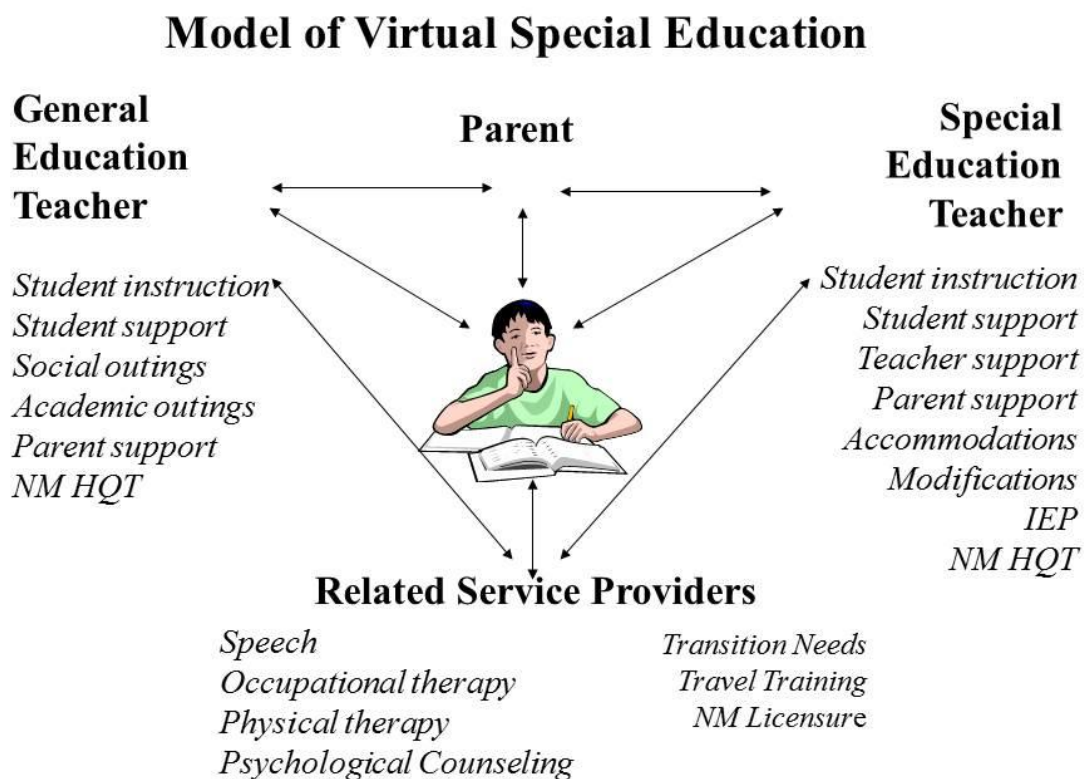 Model of Virtual Special Education
General
Education
Teacher
Parent
Special
Education
Teacher
Student instruction
Student support
Social outings
Academic outings
Parent support
NM HQT
Student instruction
Student support
Teacher support
Parent support
Accommodations
Modifications
IEP
NM HQT
Related Service Providers
Speech
Occupational therapy
Physical therapy
Psychological Counseling
Transition Needs
Travel Training
NM Licensure